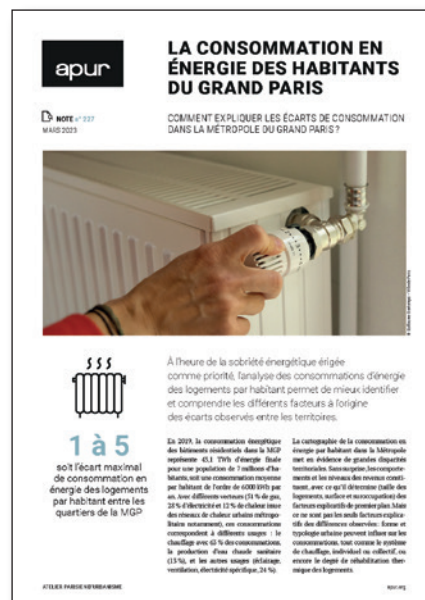 apur
LA CONSOMMATION EN
ÉNERGIE DES HABITANTS
DU GRAND PARIS
NOTE n° 227
MARS 2023
COMMENT EXPLIQUER LES ÉCARTS DE CONSOMMATION
DANS LA MÉTROPOLE DU GRAND PARIS ?
À l'heure de la sobriété énergétique érigée
comme priorité, l'analyse des consommations d'énergie
des logements par habitant permet de mieux identifier
et comprendre les différents facteurs à l'origine
des écarts observés entre les territoires.
1 à 5
soit l'écart maximal
de consommation en
énergie des logements
par habitant entre les
quartiers de la MGP
En 2019, la consommation énergétique
des bâtiments résidentiels dans la MGP
représente 43,1 TWh d'énergie finale
pour une population de 7 millions d'ha-
bitants, soit une consommation moyenne
par habitant de l'ordre de 6000 kWh par
an. Avec différents vecteurs (51 % de gaz,
28 % d'électricité et 12 % de chaleur issue
des réseaux de chaleur urbains métropo-
litains notamment), ces consommations
correspondent à différents usages : le
chauffage avec 65 % des consommations,
la production d'eau chaude sanitaire
(13 %), et les autres usages (éclairage,
ventilation, électricité spécifique, 24 %).
La cartographie de la consommation en
énergie par habitant dans la Métropole
met en évidence de grandes disparités
territoriales. Sans surprise, les comporte-
ments et les niveaux des revenus consti-
tuent, avec ce qu'il détermine (taille des
logements, surface et suroccupation) des
facteurs explicatifs de premier plan. Mais
ce ne sont pas les seuls facteurs explica-
tifs des différences observées : forme et
typologie urbaine peuvent influer sur les
consommations, tout comme le système
de chauffage, individuel ou collectif, ou
encore le degré de réhabilitation ther-
mique des logements.
ATELIER PARISIEN D'URBANISME
apur.org